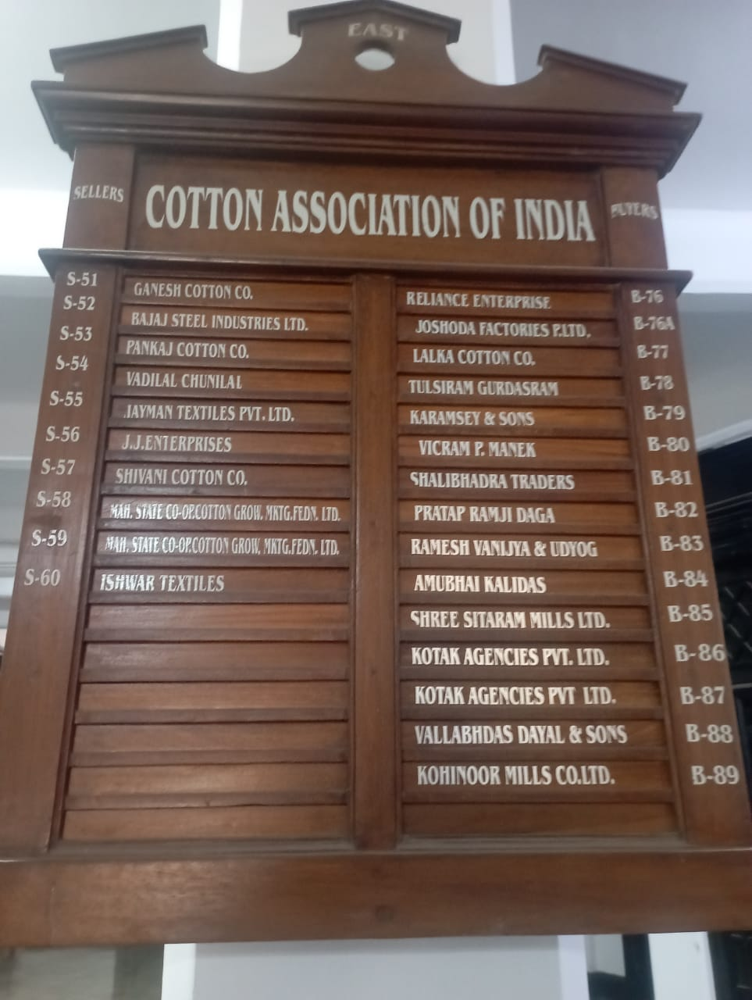 EAST
SELLERS COTTON ASSOCIATION OF INDIA BUYERS
S-51 GANESH COTTON CO.
S-52 BAJAJ STEEL INDUSTRIES LTD.
S-53 PANKAJ COTTON CO.
S-54 VADILAL CHUNILAL
S-55 JAYMAN TEXTILES PVT. LTD.
S-56 J.J.ENTERPRISES
S-57 SHIVANI COTTON CO.
S-58 MAH. STATE CO-OP.COTTON GROW. MKTG.FEDN. LTD.
S-59 MAH. STATE CO-OP.COTTON GROW. MKTG.FEDN. LTD.
S-60 ISHWAR TEXTILES
RELIANCE ENTERPRISE B-76
JOSHODA FACTORIES P.LTD. B-76A
LALKA COTTON CO. B-77
TULSIRAM GURDASRAM B-78
KARAMSEY & SONS B-79
VICRAM P. MANEK B-80
SHALIBHADRA TRADERS B-81
PRATAP RAMJI DAGA B-82
RAMESH VANIJYA & UDYOG B-83
AMUBHAI KALIDAS B-84
SHREE SITARAM MILLS LTD. B-85
KOTAK AGENCIES PVT. LTD. B-86
KOTAK AGENCIES PVT LTD. B-87
VALLABHDAS DAYAL & SONS B-88
KOHINOOR MILLS CO.LTD. B-89